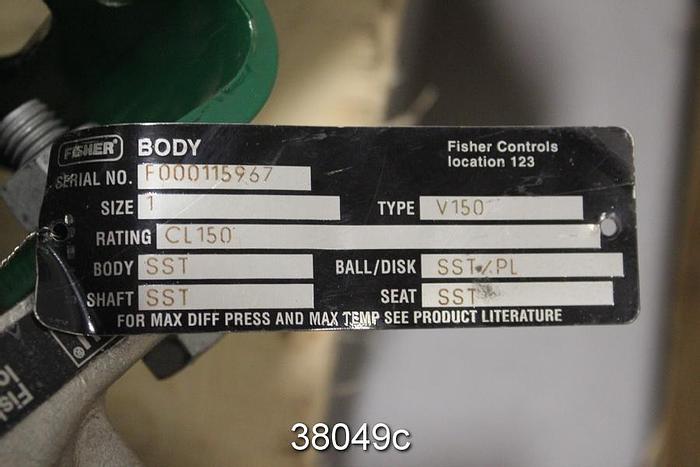 FISHER® BODY
Fisher Controls
location 123
SERIAL NO. F000115967
SIZE 1 TYPE V150
RATING CL150
BODY SST BALL/DISK SST/PL
SHAFT SST SEAT SST
FOR MAX DIFF PRESS AND MAX TEMP SEE PRODUCT LITERATURE
38049c